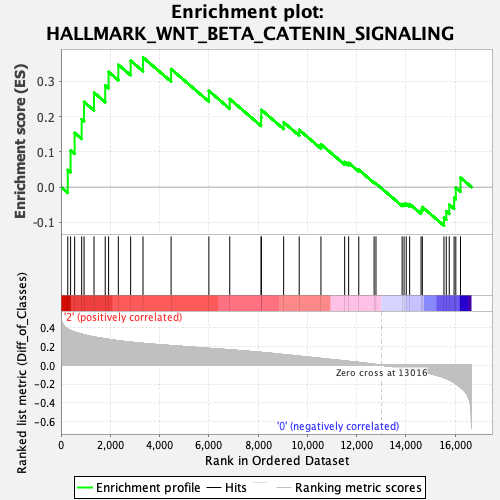 Enrichment plot:
HALLMARK_WNT_BETA_CATENIN_SIGNALING
Enrichment score (ES)
0.3
0.2
0.1
0.0
-0.1
Ranked list metric (Diff_of_Classes)
'2' (positively correlated)
0.4
0.2
0.0
-0.2
-0.4
-0.6
Zero cross at 13016
'0' (negatively correlated)
0
2,000
4,000
6,000
8,000
10,000
12,000
14,000
16,000
Rank in Ordered Dataset
Enrichment profile
Hits
Ranking metric scores